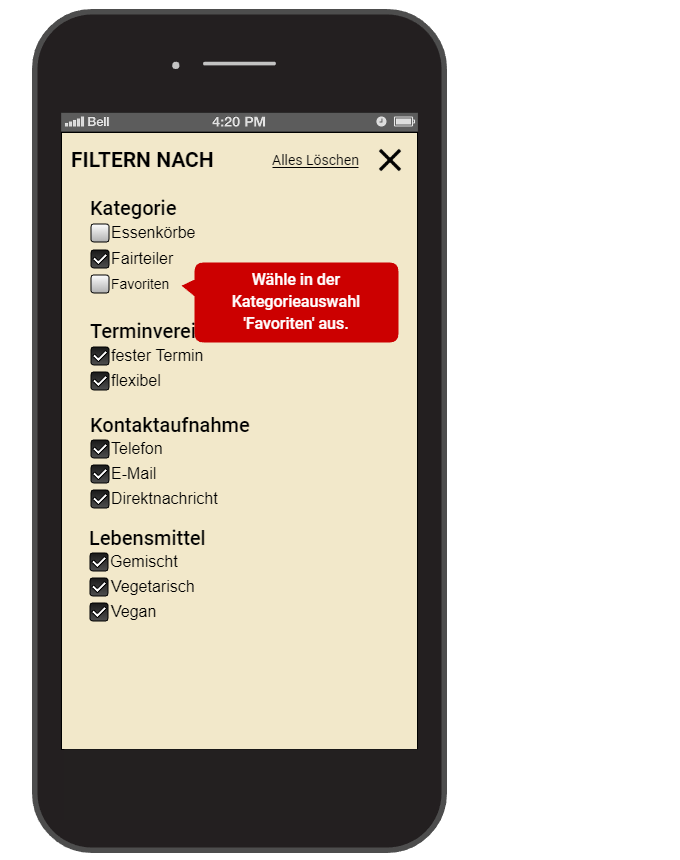 Bell 4:20 PM
FILTERN NACH Alles Löschen
Kategorie
Essenkörbe
Fairteiler
Favoriten
Wähle in der
Kategorieauswahl
'Favoriten' aus.
Terminverei
fester Termin
flexibel
Kontaktaufnahme
Telefon
E-Mail
Direktnachricht
Lebensmittel
Gemischt
Vegetarisch
Vegan